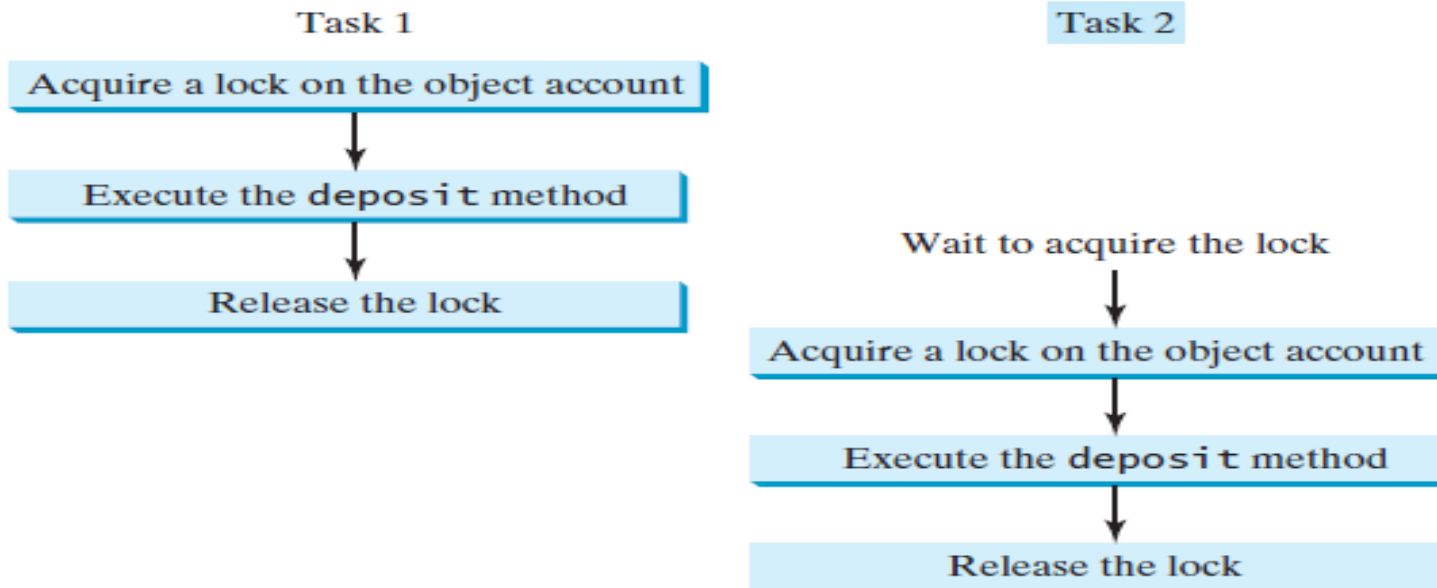 Task 1
Acquire a lock on the object account
Execute the deposit method
Release the lock
Task 2
Wait to acquire the lock
Acquire a lock on the object account
Execute the deposit method
Release the lock